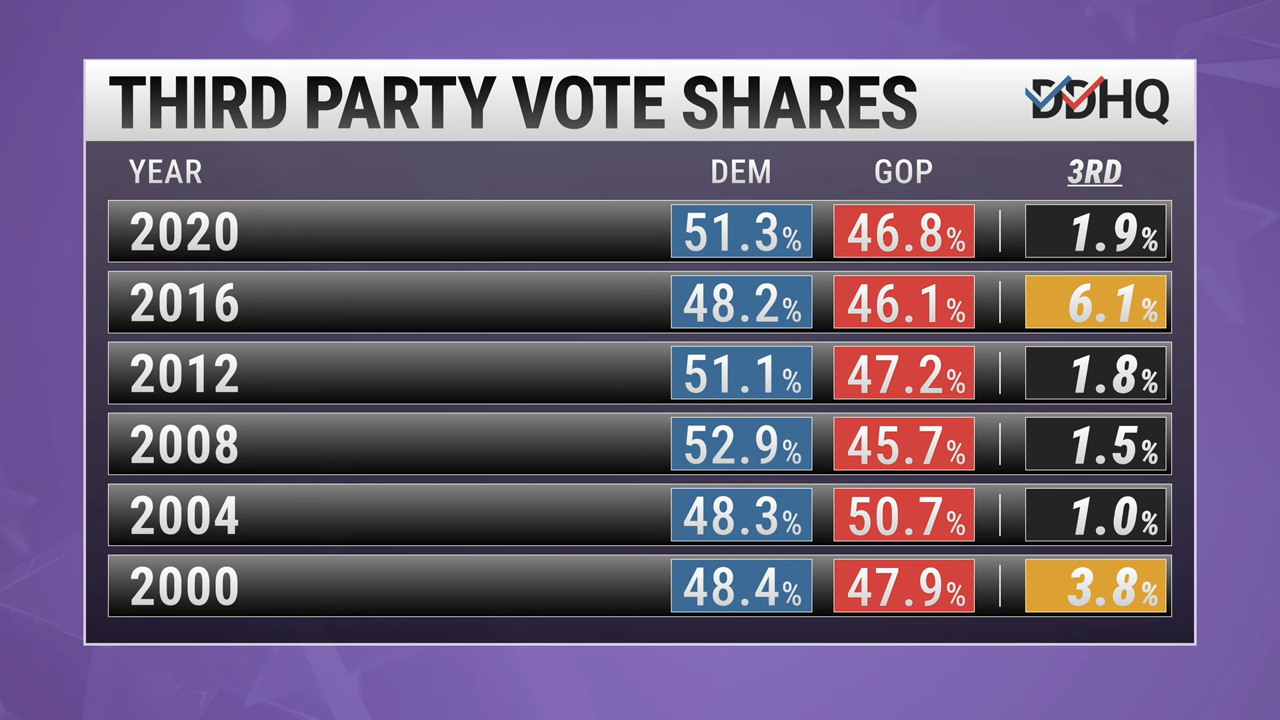 THIRD PARTY VOTE SHARES DDHQ
YEAR DEM GOP 3RD
2020 51.3% 46.8% 1.9%
2016 48.2% 46.1% 6.1%
2012 51.1% 47.2% 1.8%
2008 52.9% 45.7% 1.5%
2004 48.3% 50.7% 1.0%
2000 48.4% 47.9% 3.8%